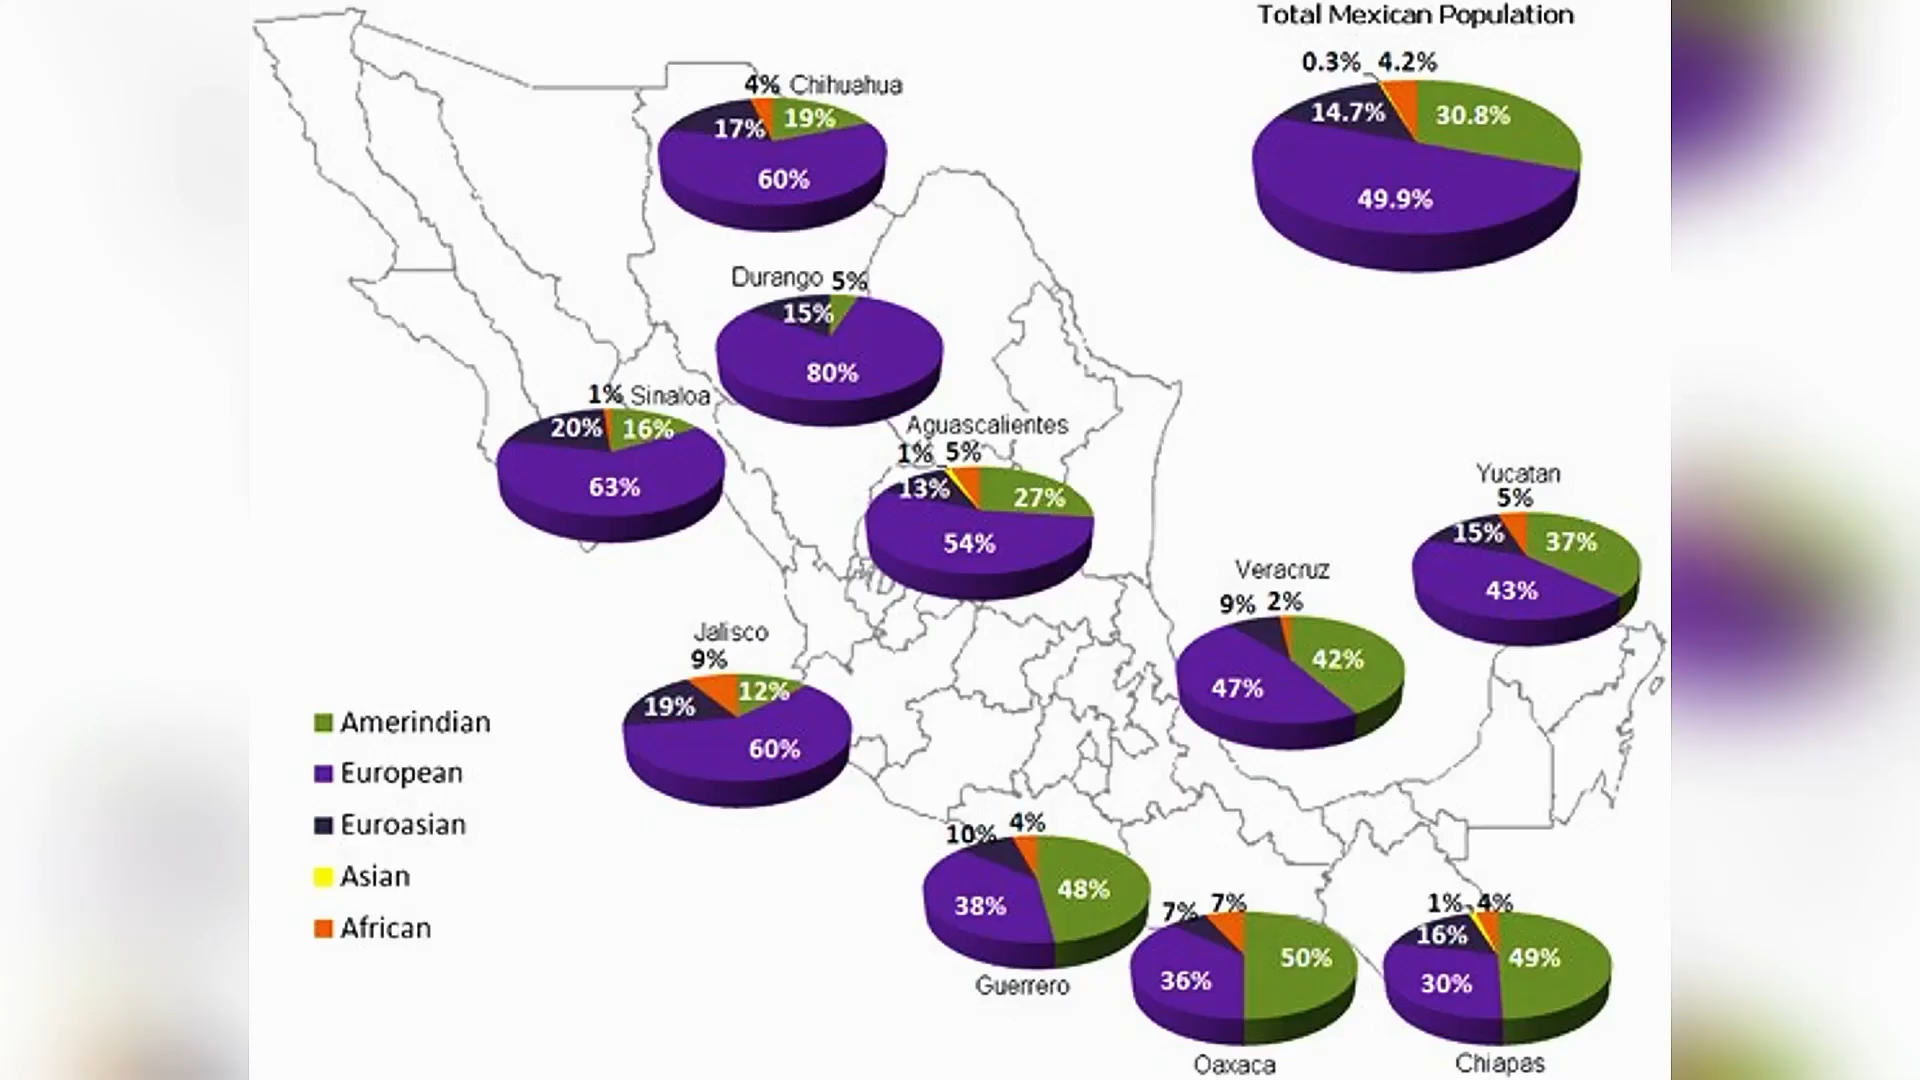 Total Mexican Population
0.3% 4.2%
14.7% 30.8%
49.9%
4% Chihuahua
17% 19%
60%
Durango 5%
15%
80%
1% Sinaloa
20% 16%
63%
Aguascalientes
1% 5%
13% 27%
54%
Yucatan
5%
15% 37%
43%
Veracruz
9% 2%
47% 42%
Jalisco
9%
19% 12%
60%
Amerindian
European
Euroasian
Asian
African
10% 4%
38% 48%
Guerrero
7% 7%
36% 50%
Oaxaca
1% 4%
16% 49%
30%
Chiapas